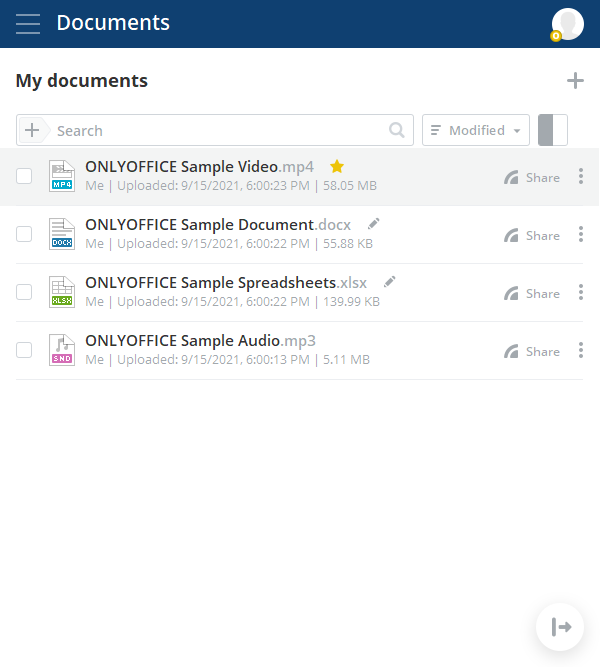 Documents
0
My documents
Search
Modified
ONLYOFFICE Sample Video.mp4
Me | Uploaded: 9/15/2021, 6:00:23 PM | 58.05 MB
Share
MP4
ONLYOFFICE Sample Document.docx
Me | Uploaded: 9/15/2021, 6:00:22 PM | 55.88 KB
Share
DOCX
ONLYOFFICE Sample Spreadsheets.xlsx
Me | Uploaded: 9/15/2021, 6:00:22 PM | 139.99 KB
Share
XLSX
ONLYOFFICE Sample Audio.mp3
Me | Uploaded: 9/15/2021, 6:00:13 PM | 5.11 MB
Share
SND